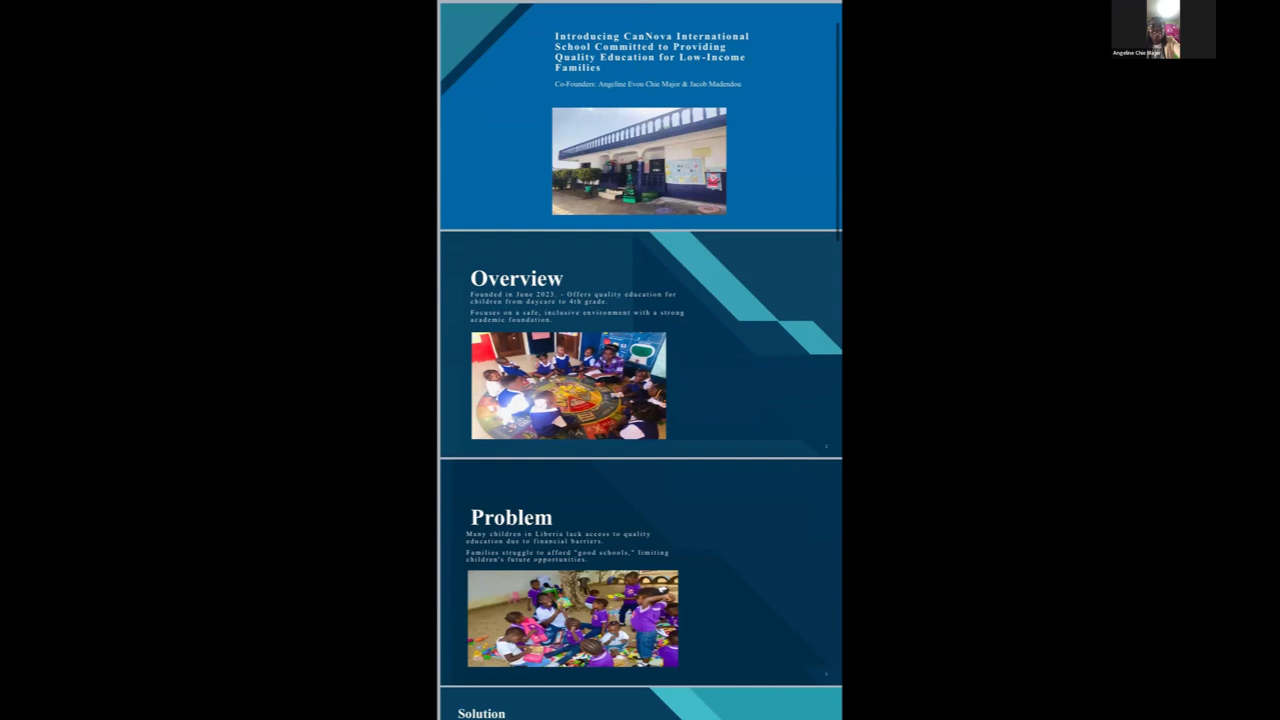 Introducing CanNova International
School Committed to Providing
Quality Education for Low-Income
Families
Co-Founders: Angeline Evon Chie Major & Jacob Madendou
Angeline Chie Major
Overview
Founded in June 2023. - Offers quality education for
children from daycare to 4th grade.
Focuses on a safe, inclusive environment with a strong
academic foundation.
2
Problem
Many children in Liberia lack access to quality
education due to financial barriers.
Families struggle to afford "good schools," limiting
children's future opportunities.
3
Solution